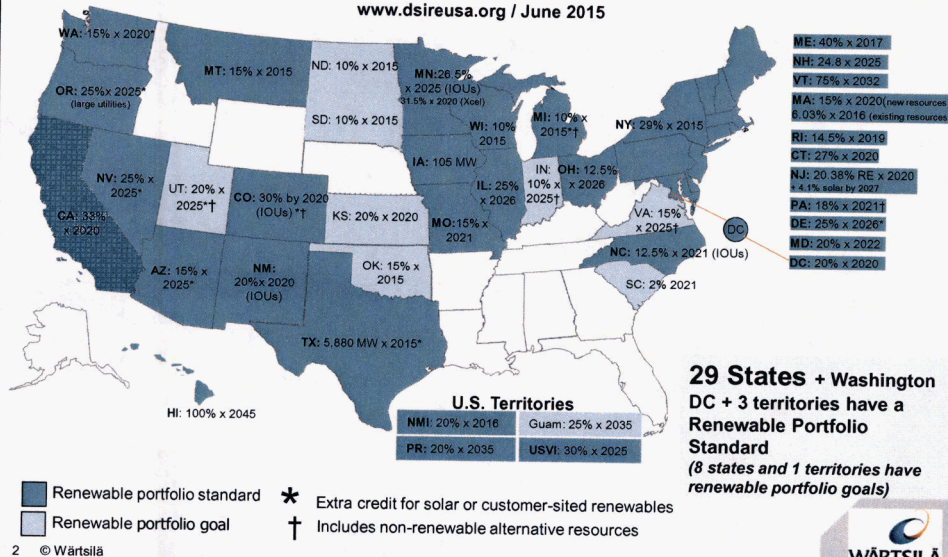 www.dsireusa.org / June 2015
WA: 15% x 2020*
OR: 25%x 2025*
(large utilities)
MT: 15% x 2015
ND: 10% x 2015
SD: 10% x 2015
MN:26.5%
x 2025 (IOUs)
31.5% x 2020 (Xcel)
WI: 10%
2015
MI: 10% x
2015*†
NY: 29% x 2015
IA: 105 MW
NV: 25% x
2025*
UT: 20% x
2025*†
CO: 30% by 2020
(IOUs) *†
CA: 33%
x 2020
KS: 20% x 2020
MO:15% x
2021
IL: 25%
x 2026
IN:
10% x
2025†
OH: 12.5%
x 2026
VA: 15%
x 2025†
DC
NC: 12.5% x 2021 (IOUs)
SC: 2% 2021
AZ: 15% x
2025*
NM:
20%x 2020
(IOUs)
OK: 15% x
2015
TX: 5,880 MW x 2015*
HI: 100% x 2045
ME: 40% x 2017
NH: 24.8 x 2025
VT: 75% x 2032
MA: 15% x 2020(new resources
6.03% x 2016 (existing resources
RI: 14.5% x 2019
CT: 27% x 2020
NJ: 20.38% RE x 2020
+ 4.1% solar by 2027
PA: 18% x 2021†
DE: 25% x 2026*
MD: 20% x 2022
DC: 20% x 2020
U.S. Territories
NMI: 20% x 2016
Guam: 25% x 2035
PR: 20% x 2035
USVI: 30% x 2025
29 States + Washington
DC + 3 territories have a
Renewable Portfolio
Standard
(8 states and 1 territories have
renewable portfolio goals)
Renewable portfolio standard
Renewable portfolio goal
* Extra credit for solar or customer-sited renewables
† Includes non-renewable alternative resources
2 © Wärtsilä
WÄRTSILÄ